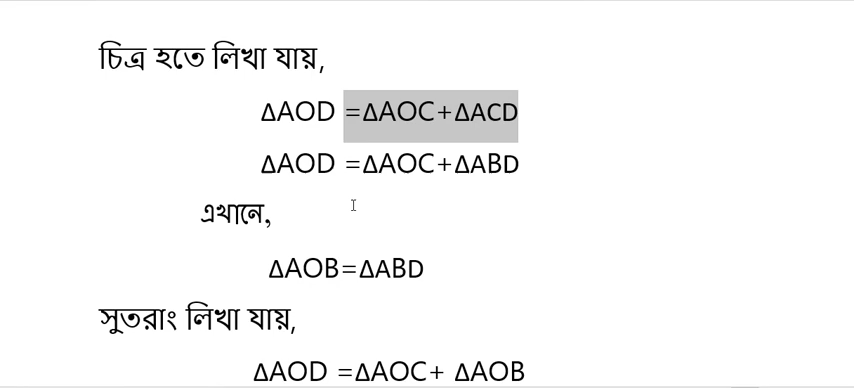 চিত্র হতে লিখা যায়,
ΔAOD =ΔAOC+ΔACD
ΔAOD =ΔAOC+ΔABD
এখানে,
ΔAOB=ΔABD
সুতরাং লিখা যায়,
ΔAOD =ΔAOC+ ΔAOB